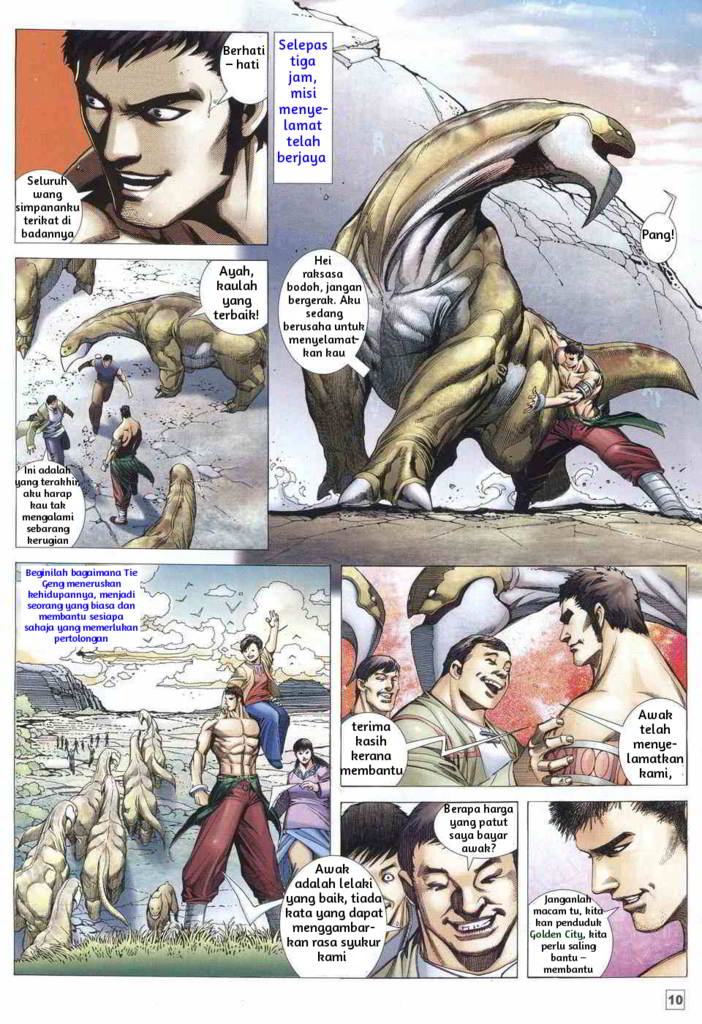 Berhati
– hati
Seluruh
wang
simpananku
terikat di
badannya
Selepas
tiga
jam,
misi
menye-
lamat
telah
berjaya
Pang!
Hei
raksasa
bodoh, jangan
bergerak. Aku
sedang
berusaha untuk
menyelamat-
kan kau
Ayah,
kaulah
yang
terbaik!
Ini adalah
yang terakhir,
aku harap
kau tak
mengalami
sebarang
kerugian
Beginilah bagaimana Tie
Geng meneruskan
kehidupannya, menjadi
seorang yang biasa dan
membantu sesiapa
sahaja yang memerlukan
pertolongan
Awak
telah
menye-
lamatkan
kami,
terima
kasih
kerana
membantu
Awak
adalah lelaki
yang baik, tiada
kata yang dapat
menggambar-
kan rasa syukur
kami
Berapa harga
yang patut
saya bayar
awak?
Janganlah
macam tu, kita
kan penduduk
Golden City, kita
perlu saling
bantu –
membantu
10